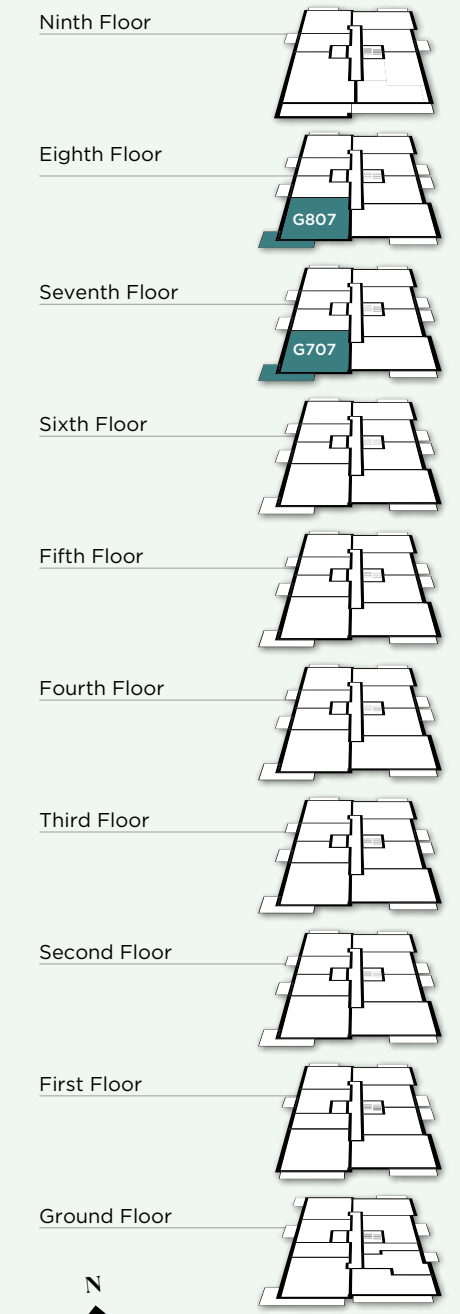 Ninth Floor
Eighth Floor
G807
Seventh Floor
G707
Sixth Floor
Fifth Floor
Fourth Floor
Third Floor
Second Floor
First Floor
Ground Floor
N